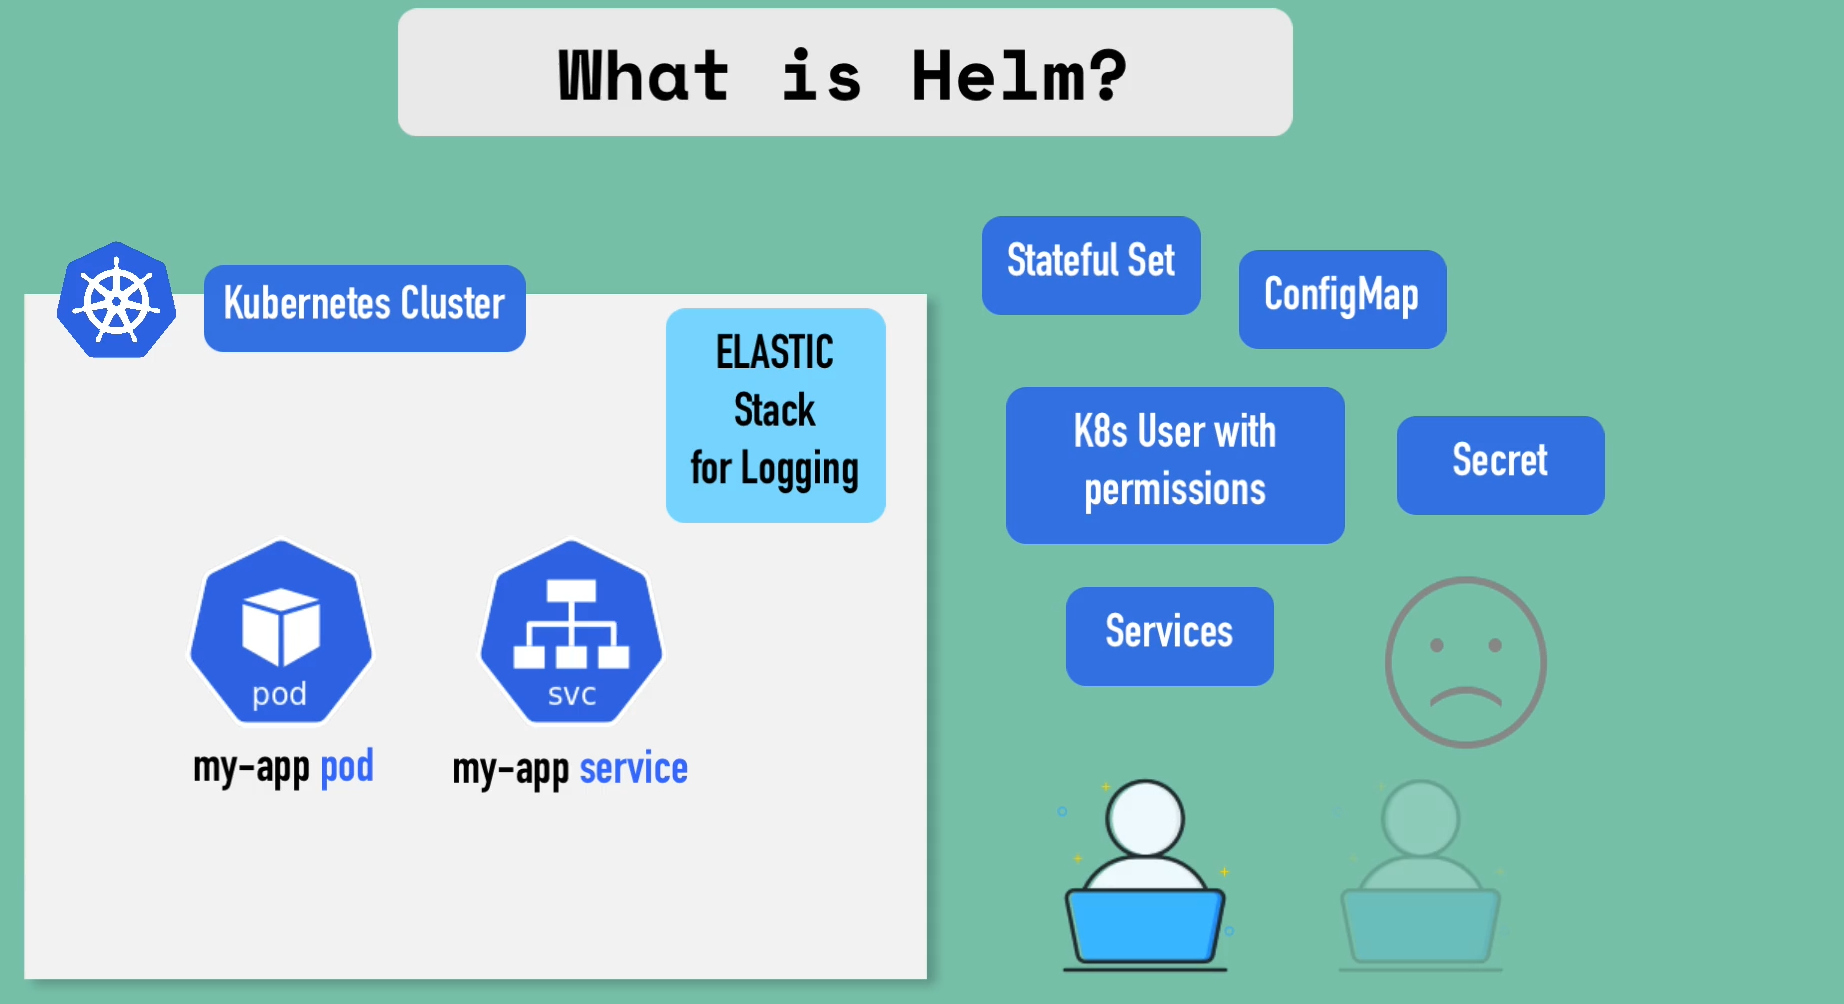 What is Helm?
Kubernetes Cluster
ELASTIC
Stack
for Logging
pod
svc
my-app pod
my-app service
Stateful Set
ConfigMap
K8s User with
permissions
Secret
Services